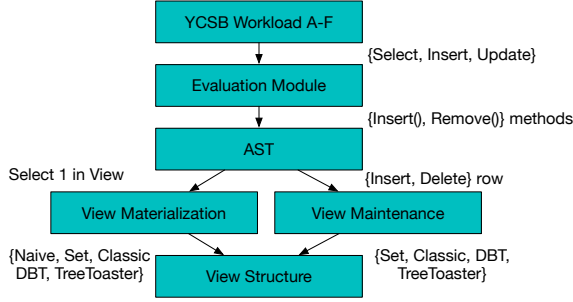 YCSB Workload A-F
{Select, Insert, Update}
Evaluation Module
{Insert(), Remove()} methods
AST
Select 1 in View
{Insert, Delete} row
View Materialization
View Maintenance
{Naive, Set, Classic
DBT, TreeToaster}
{Set, Classic, DBT,
TreeToaster}
View Structure